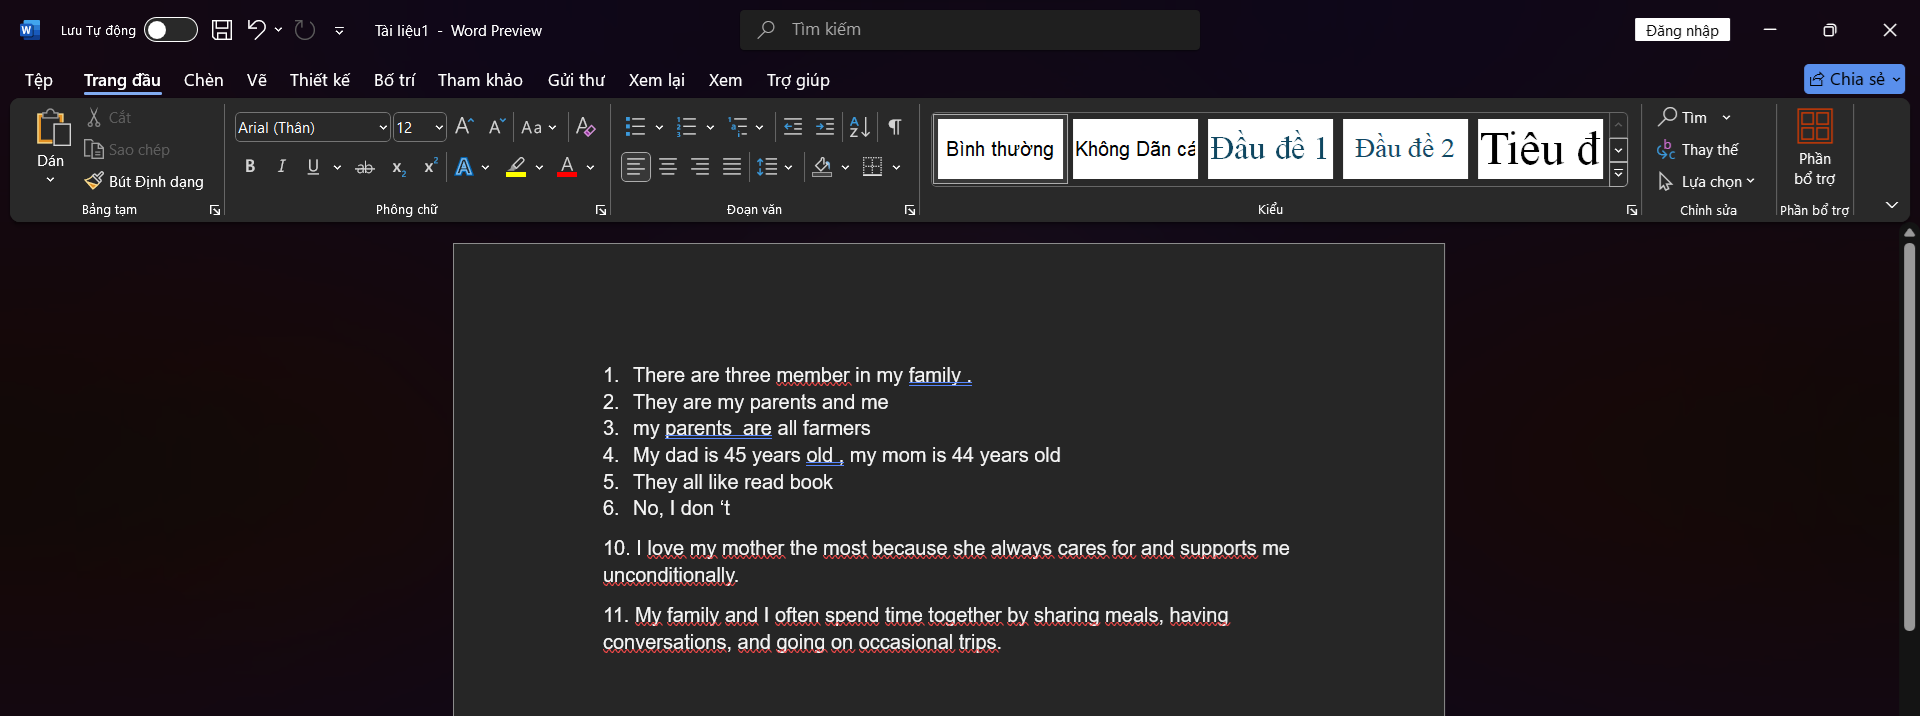 Lưu Tự động
Tài liệu1 - Word Preview
Tìm kiếm
Đăng nhập
Tệp Trang đầu Chèn Vẽ Thiết kế Bố trí Tham khảo Gửi thư Xem lại Xem Trợ giúp
Chia sẻ
Dán
Cắt
Sao chép
Bút Định dạng
Bảng tạm
Arial (Thân) 12
Phông chữ
Đoạn văn
Bình thường
Không Dãn cá
Đầu đề 1
Đầu đề 2
Tiêu đ
Kiểu
Tìm
Thay thế
Lựa chọn
Chỉnh sửa
Phần
bổ trợ
Phần bổ trợ
1. There are three member in my family .
2. They are my parents and me
3. my parents  are all farmers
4. My dad is 45 years old , my mom is 44 years old
5. They all like read book
6. No, I don ‘t
10. I love my mother the most because she always cares for and supports me
unconditionally.
11. My family and I often spend time together by sharing meals, having
conversations, and going on occasional trips.